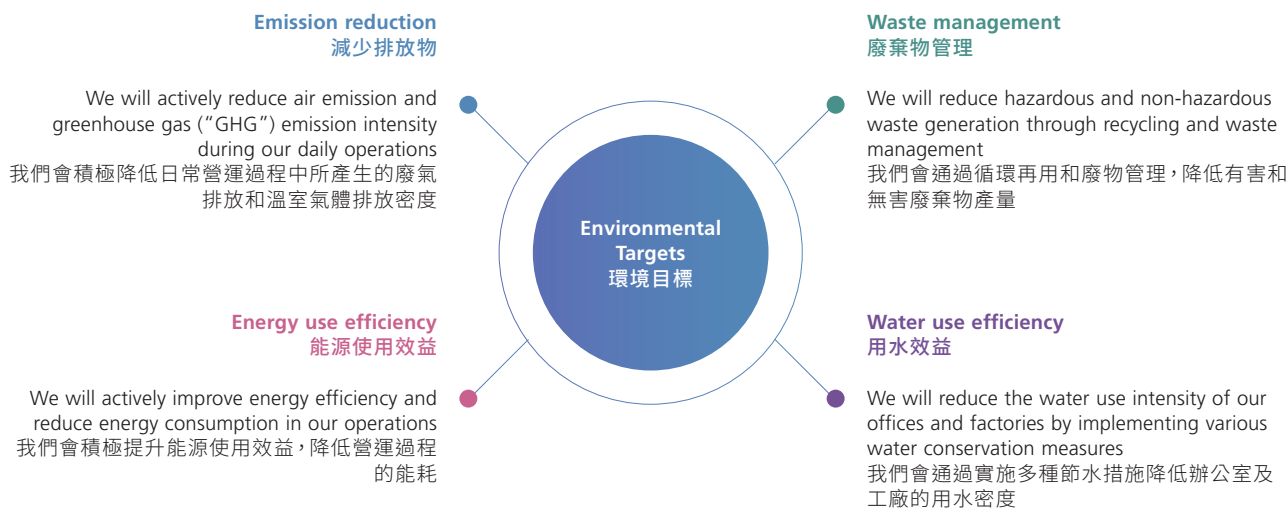 Emission reduction
減少排放物
We will actively reduce air emission and
greenhouse gas (“GHG”) emission intensity
during our daily operations
我們會積極降低日常營運過程中所產生的廢氣
排放和溫室氣體排放密度
Waste management
廢棄物管理
We will reduce hazardous and non-hazardous
waste generation through recycling and waste
management
我們會通過循環再用和廢物管理，降低有害和
無害廢棄物產量
Environmental
Targets
環境目標
Energy use efficiency
能源使用效益
We will actively improve energy efficiency and
reduce energy consumption in our operations
我們會積極提升能源使用效益，降低營運過程
的能耗
Water use efficiency
用水效益
We will reduce the water use intensity of our
offices and factories by implementing various
water conservation measures
我們會通過實施多種節水措施降低辦公室及
工廠的用水密度